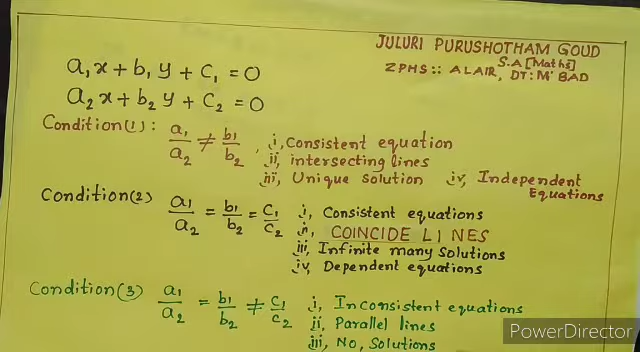 JULURI PURUSHOTHAM GOUD
S.A [Maths]
ZPHS :: ALAIR, DT: M' BAD
a₁x + b₁y + c₁ = 0
a₂x + b₂y + c₂ = 0
Condition(1): a₁/a₂ ≠ b₁/b₂, i, Consistent equation
ii, intersecting lines
iii, Unique Solution iv, Independent Equations
Condition(2) a₁/a₂ = b₁/b₂ = c₁/c₂ i, Consistent equations
ii, COINCIDE LINES
iii, Infinite many Solutions
iv, Dependent equations
Condition(3) a₁/a₂ = b₁/b₂ ≠ c₁/c₂ i, Inconsistent equations
ii, Parallel lines
iii, No, Solutions
PowerDirector